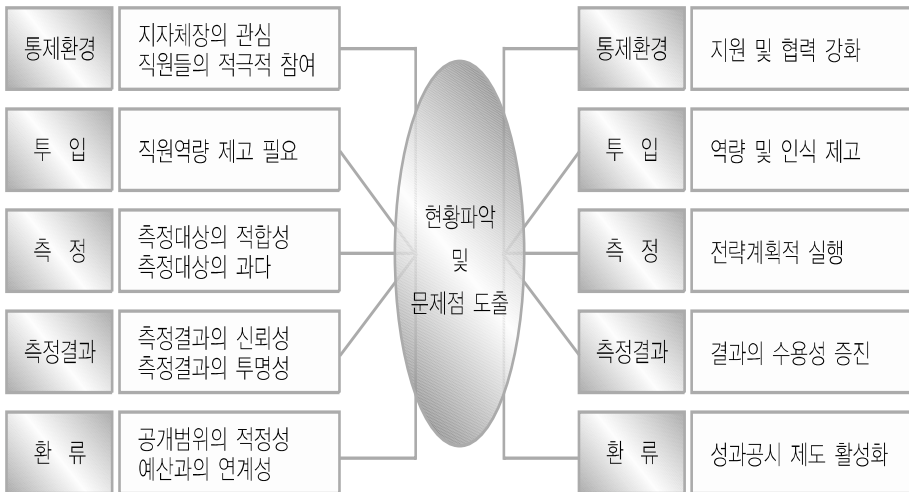 통제환경
지자체장의 관심
직원들의 적극적 참여
투 입
직원역량 제고 필요
측 정
측정대상의 적합성
측정대상의 과다
측정결과
측정결과의 신뢰성
측정결과의 투명성
환 류
공개범위의 적정성
예산과의 연계성
현황파악
및
문제점 도출
통제환경
지원 및 협력 강화
투 입
역량 및 인식 제고
측 정
전략계획적 실행
측정결과
결과의 수용성 증진
환 류
성과공시 제도 활성화